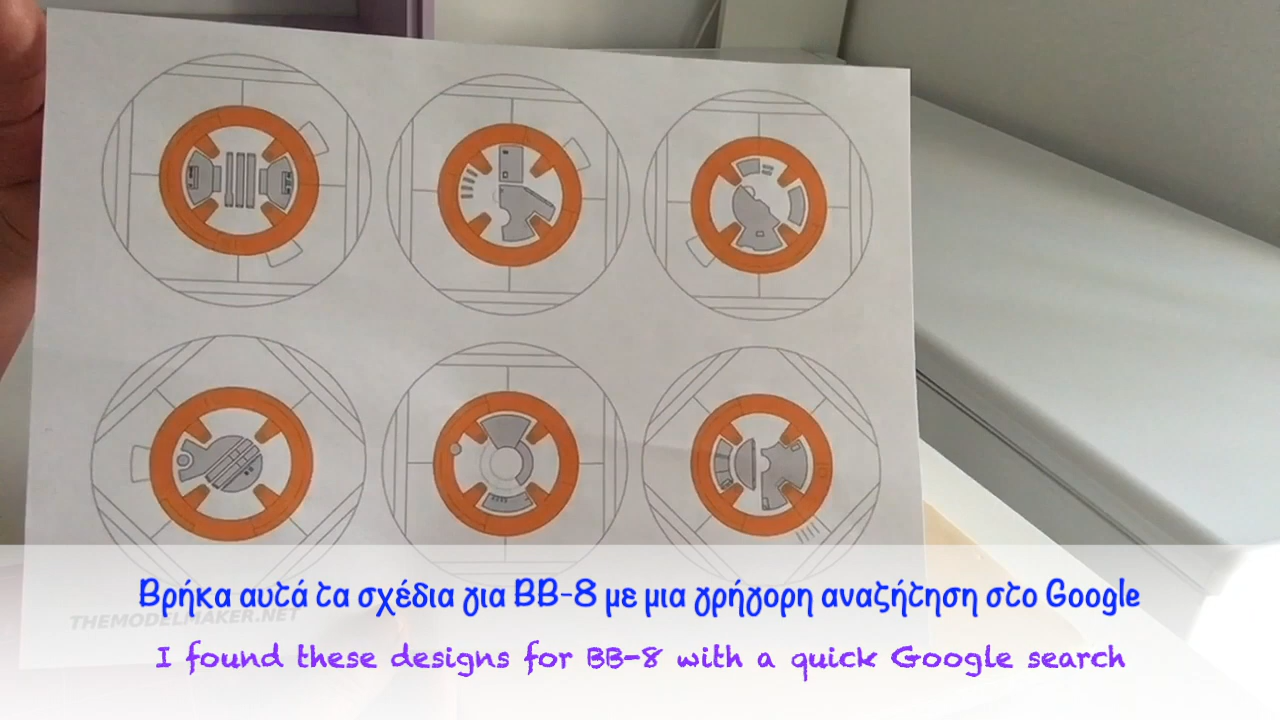 Βρήκα αυτά τα σχέδια για BB-8 με μια γρήγορη αναζήτηση στο Google
THEMODELMAKER.NET
I found these designs for BB-8 with a quick Google search